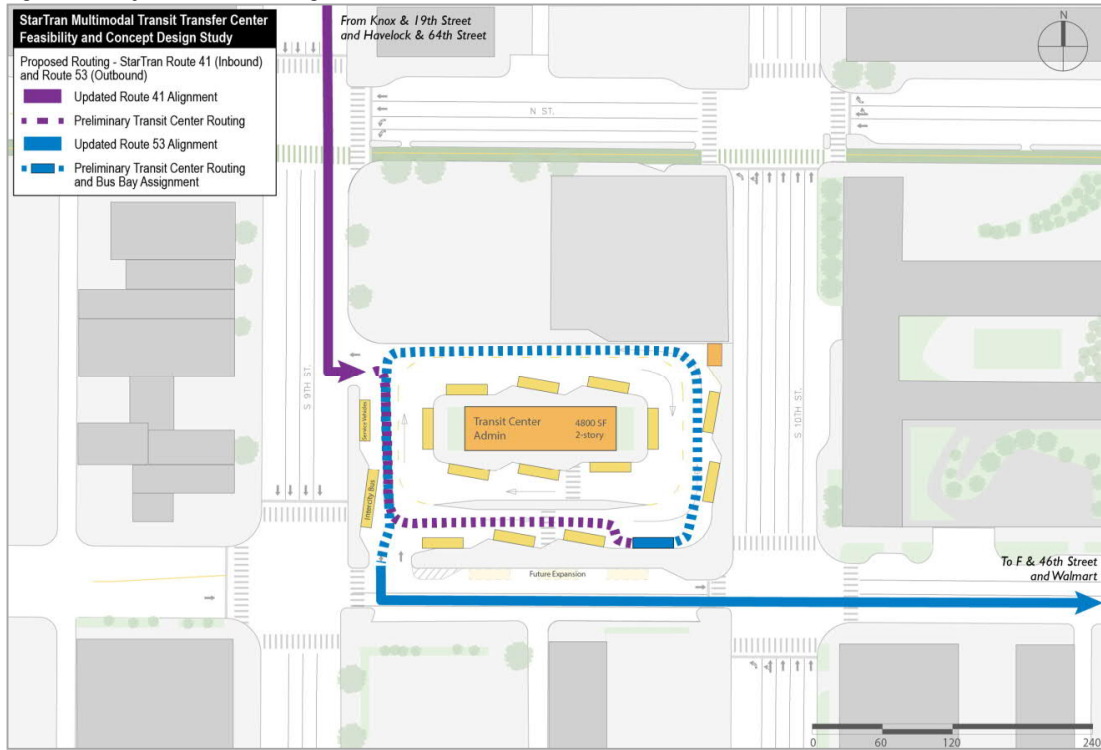 StarTran Multimodal Transit Transfer Center
Feasibility and Concept Design Study
Proposed Routing - StarTran Route 41 (Inbound)
and Route 53 (Outbound)
Updated Route 41 Alignment
Preliminary Transit Center Routing
Updated Route 53 Alignment
Preliminary Transit Center Routing
and Bus Bay Assignment
From Knox & 19th Street
and Havelock & 64th Street
N
N ST.
S 9TH ST.
S 10TH ST.
Service Vehicles
Intercity Bus
Transit Center
Admin
4800 SF
2-story
Future Expansion
To F & 46th Street
and Walmart
0 60 120 240